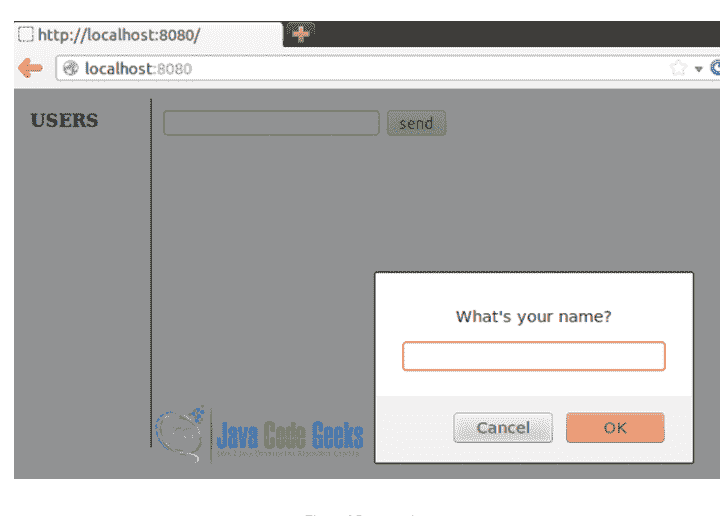 http://localhost:8080/
localhost:8080
USERS
send
What's your name?
Cancel
OK
Java Code Geeks